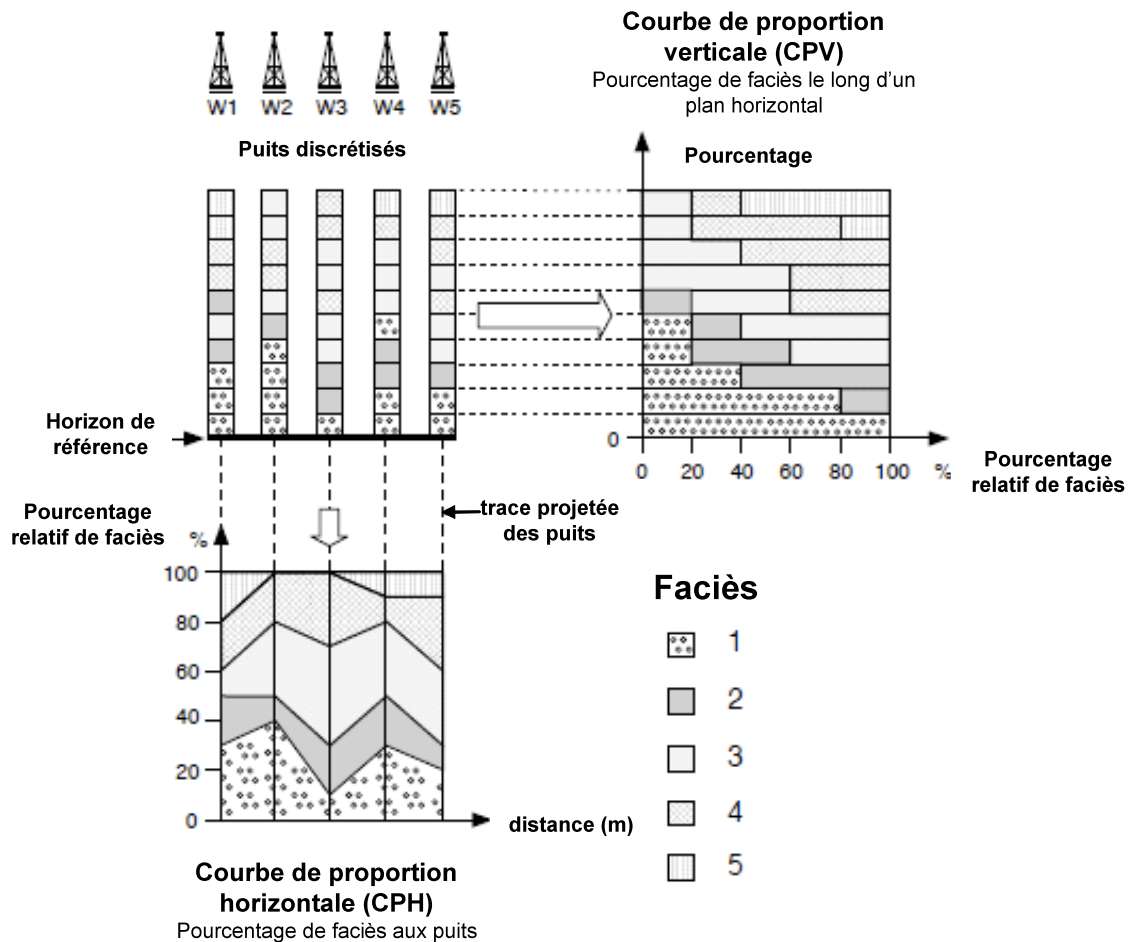 Courbe de proportion
verticale (CPV)
Pourcentage de faciès le long d'un
plan horizontal
W1 W2 W3 W4 W5
Puits discrétisés
Pourcentage
Horizon de
référence
0
0 20 40 60 80 100 %
Pourcentage
relatif de faciès
Pourcentage
relatif de faciès
%
trace projetée
des puits
100
80
60
40
20
0
distance (m)
Faciès
1
2
3
4
5
Courbe de proportion
horizontale (CPH)
Pourcentage de faciès aux puits